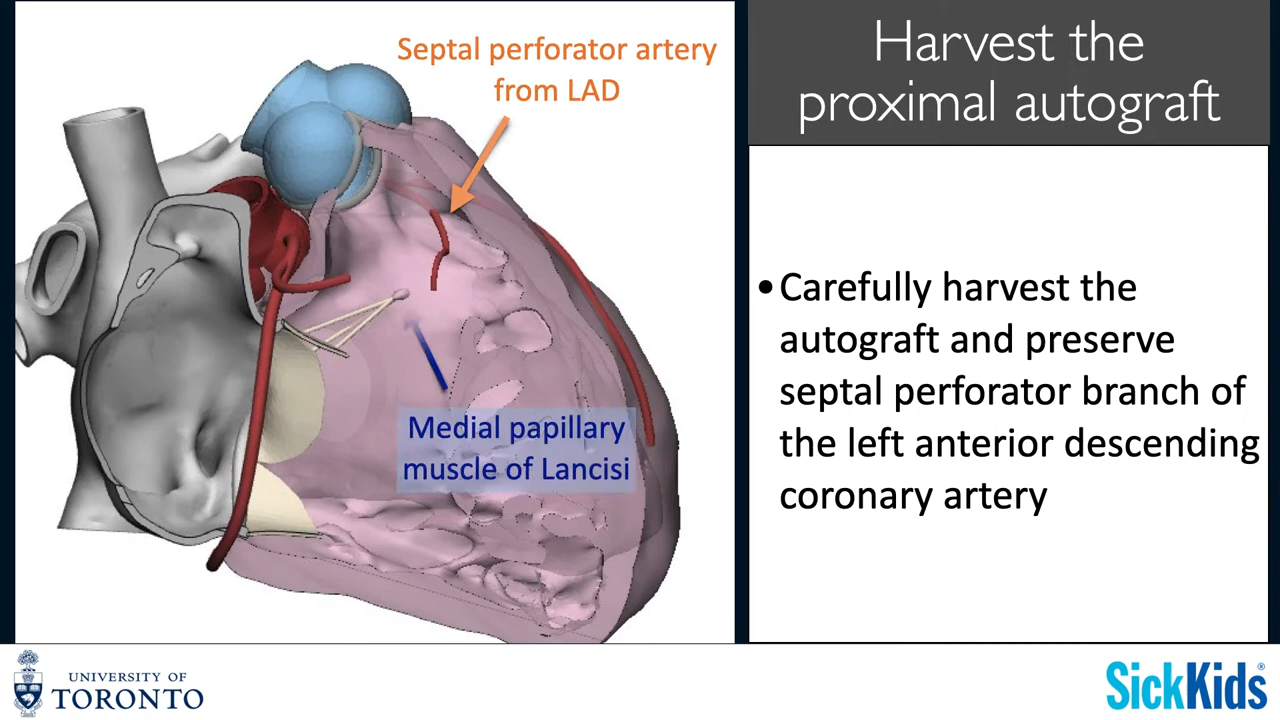 Harvest the
proximal autograft
Septal perforator artery
from LAD
Medial papillary
muscle of Lancisi
•Carefully harvest the
autograft and preserve
septal perforator branch of
the left anterior descending
coronary artery
UNIVERSITY OF
TORONTO
SickKids®